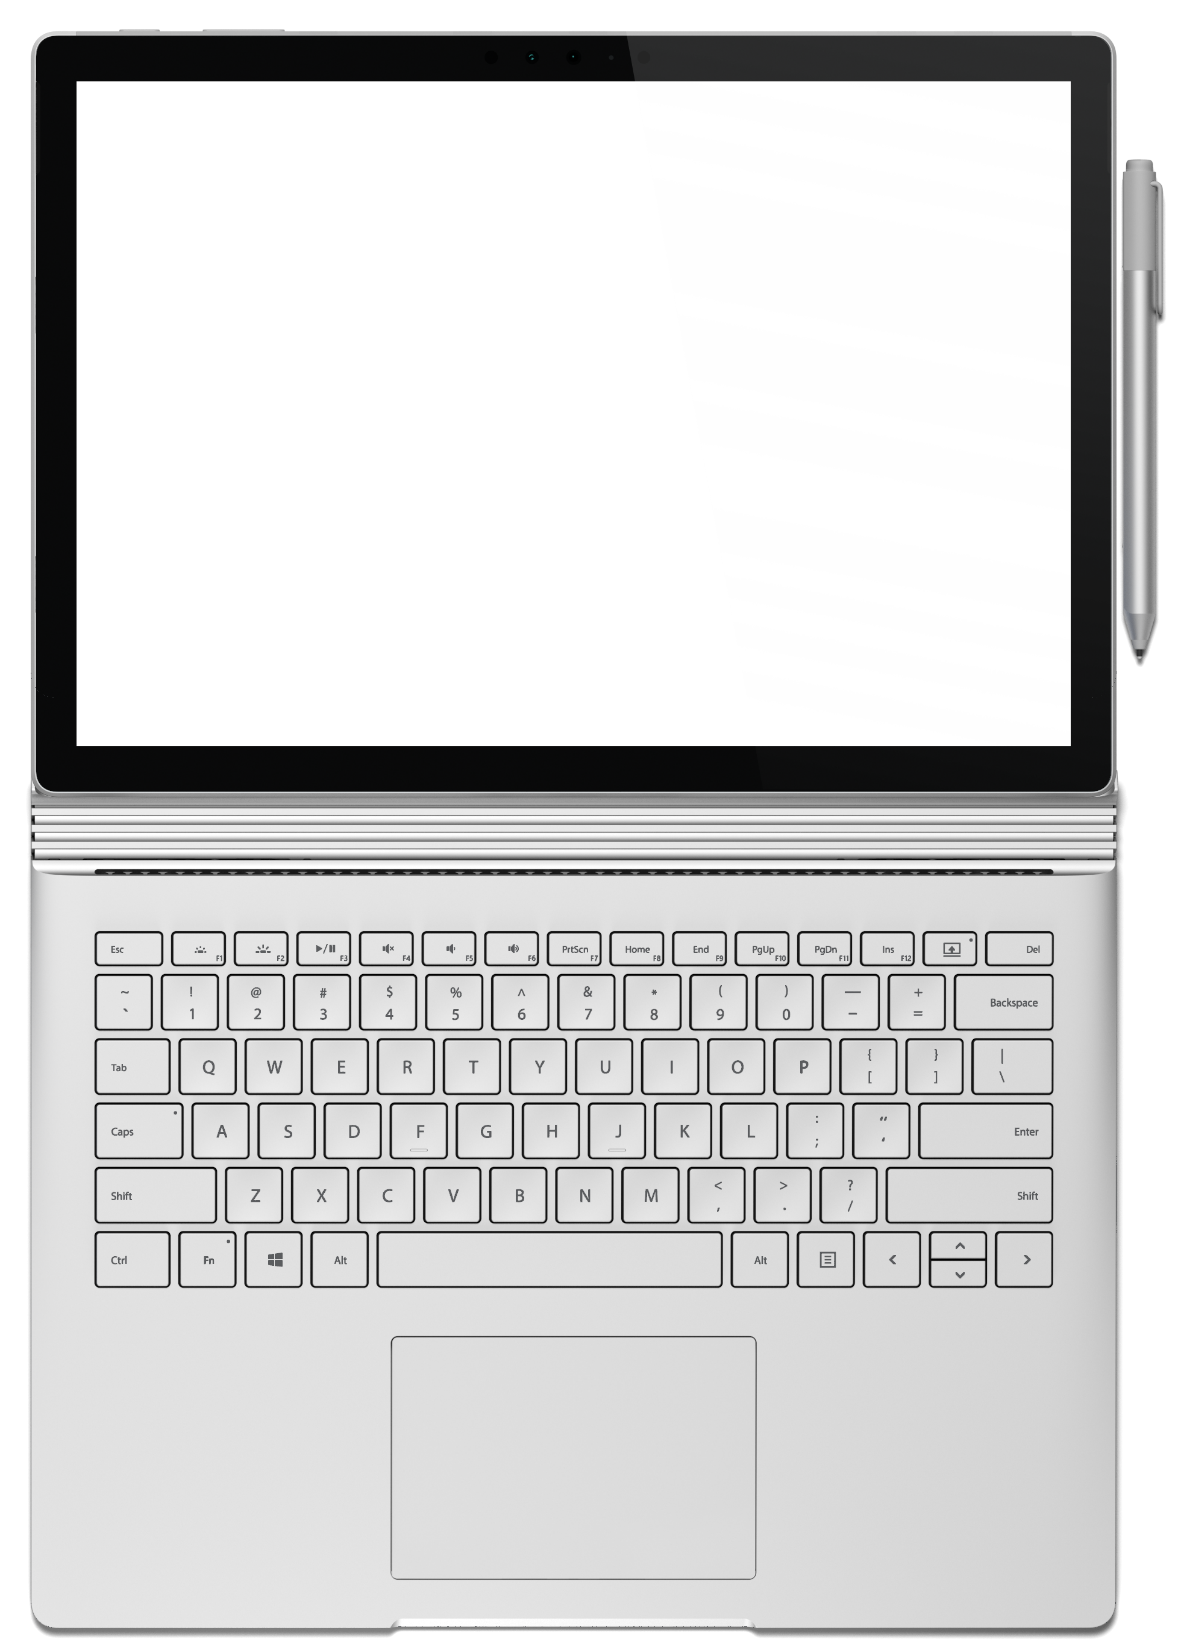 Esc F1 F2 F3 F4 F5 F6 PrtScn F7 Home F8 End F9 PgUp F10 PgDn F11 Ins F12 Del
~ ! @ # $ % ^ & * ( ) — +
` 1 2 3 4 5 6 7 8 9 0 – = Backspace
Tab Q W E R T Y U I O P { [ } ] | \
Caps A S D F G H J K L : ; “ ‘ Enter
Shift Z X C V B N M < , > . ? / Shift
Ctrl Fn Alt Alt < ^ v >